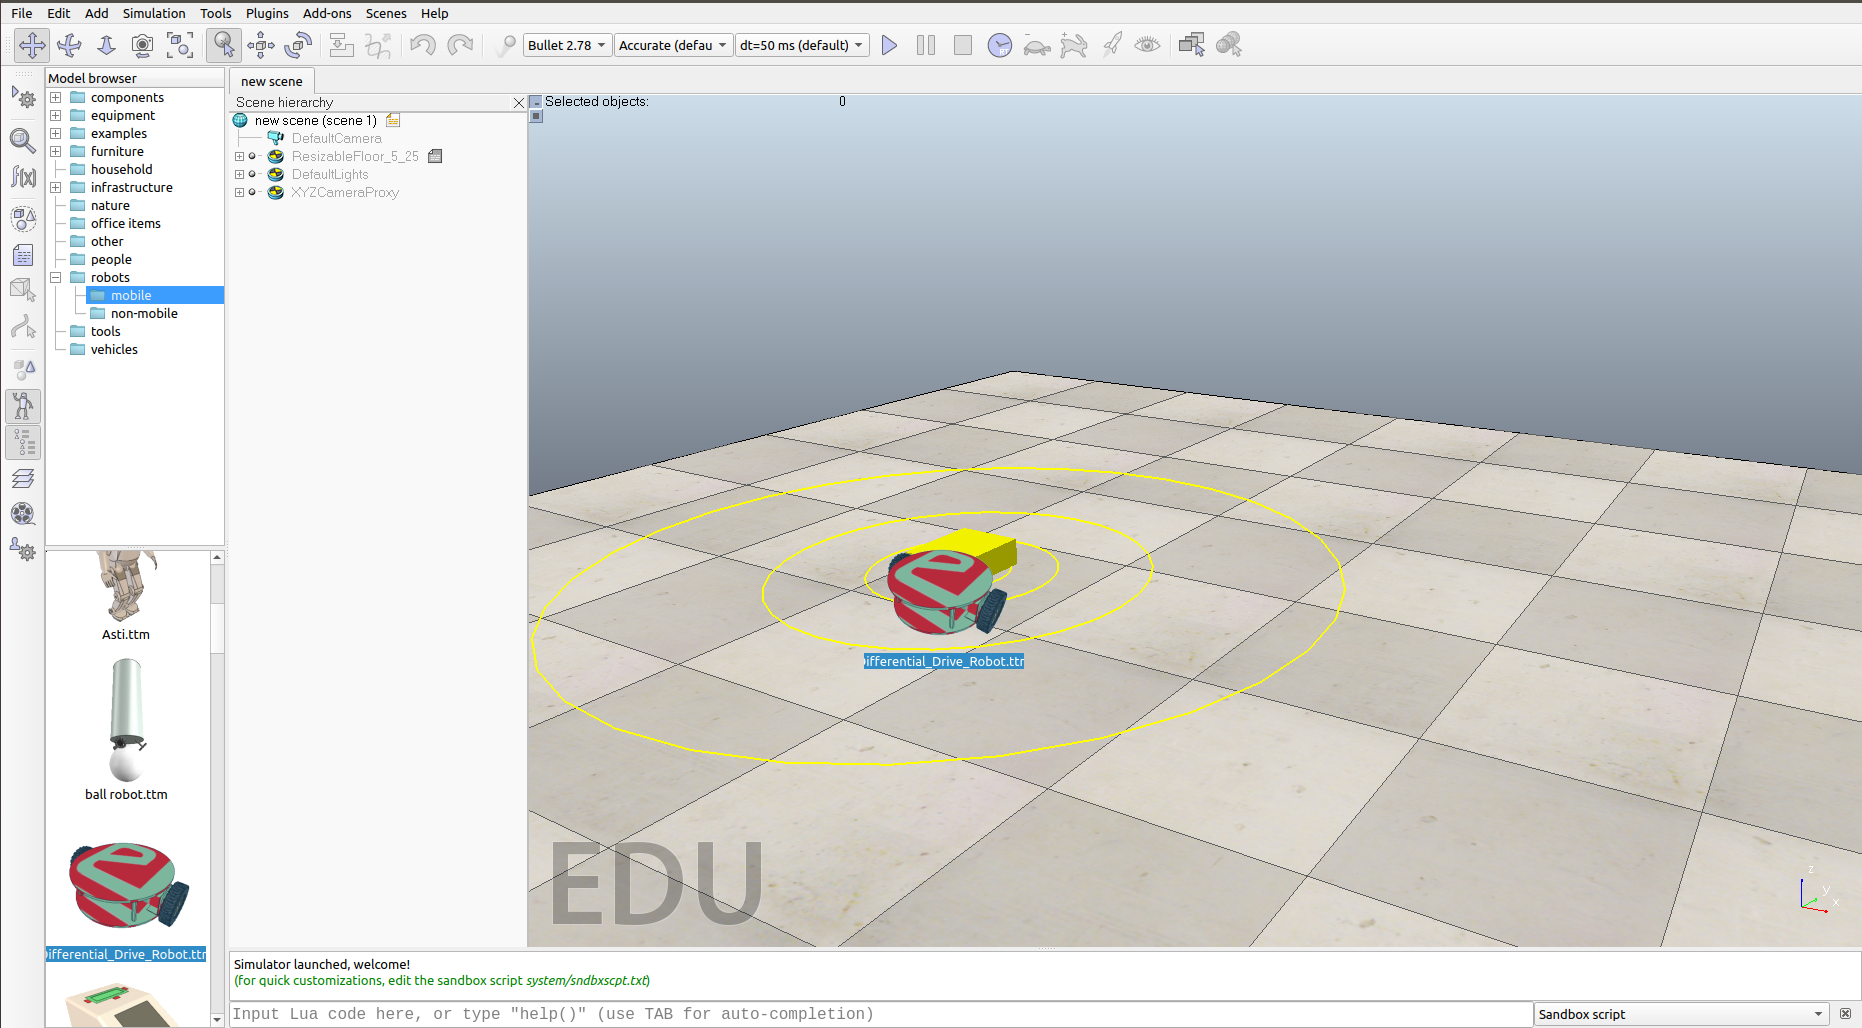 File Edit Add Simulation Tools Plugins Add-ons Scenes Help
Bullet 2.78 Accurate (defau dt=50 ms (default)
Model browser
components
equipment
examples
furniture
household
infrastructure
nature
office items
other
people
robots
mobile
non-mobile
tools
vehicles
Asti.ttm
ball robot.ttm
ifferential_Drive_Robot.ttr
new scene
Scene hierarchy
new scene (scene 1)
DefaultCamera
ResizableFloor_5_25
DefaultLights
XYZCameraProxy
Selected objects: 0
ifferential_Drive_Robot.ttr
EDU
z
y
x
Simulator launched, welcome!
(for quick customizations, edit the sandbox script system/sndbxscpt.txt)
Input Lua code here, or type "help()" (use TAB for auto-completion)
Sandbox script